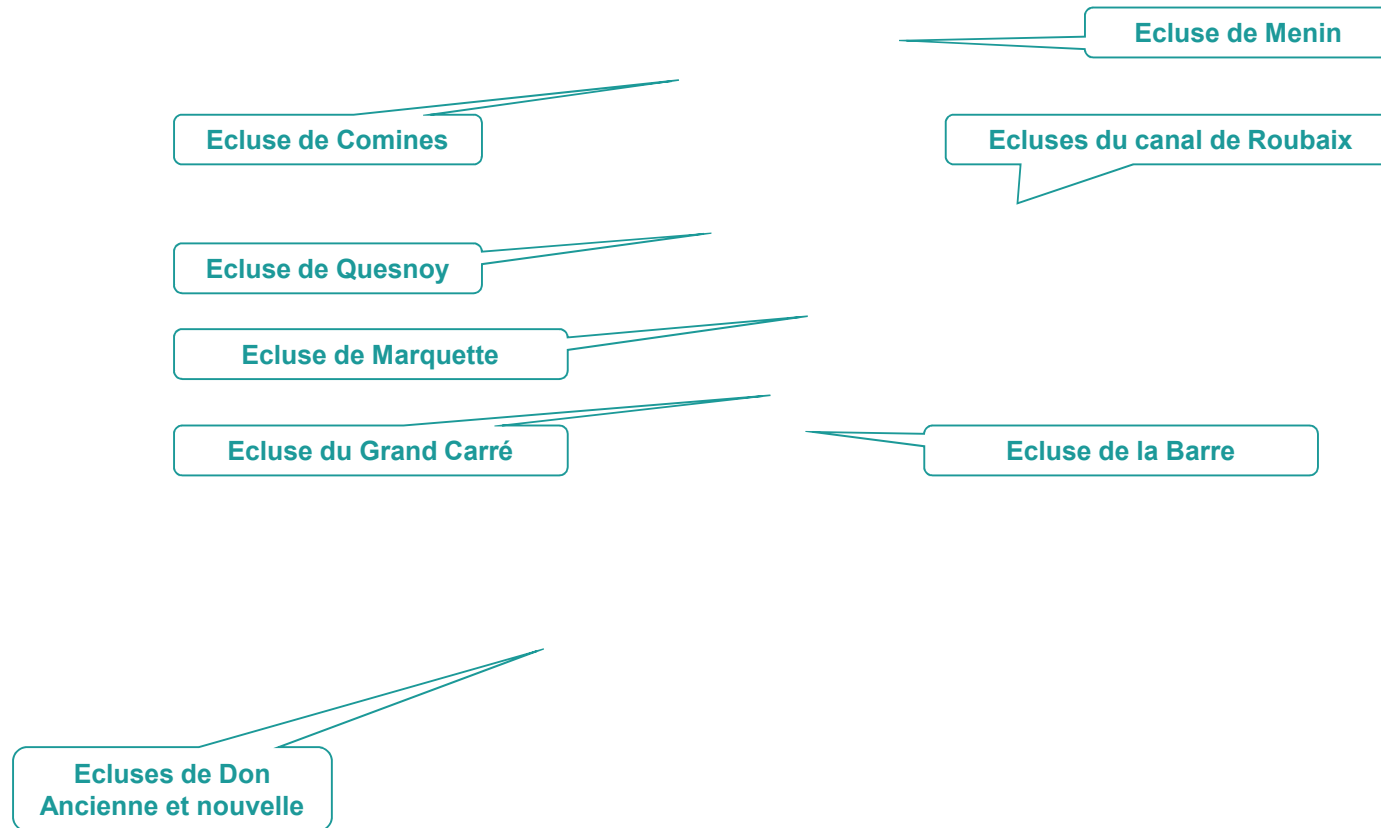 Ecluse de Menin
Ecluse de Comines
Ecluses du canal de Roubaix
Ecluse de Quesnoy
Ecluse de Marquette
Ecluse du Grand Carré
Ecluse de la Barre
Ecluses de Don
Ancienne et nouvelle